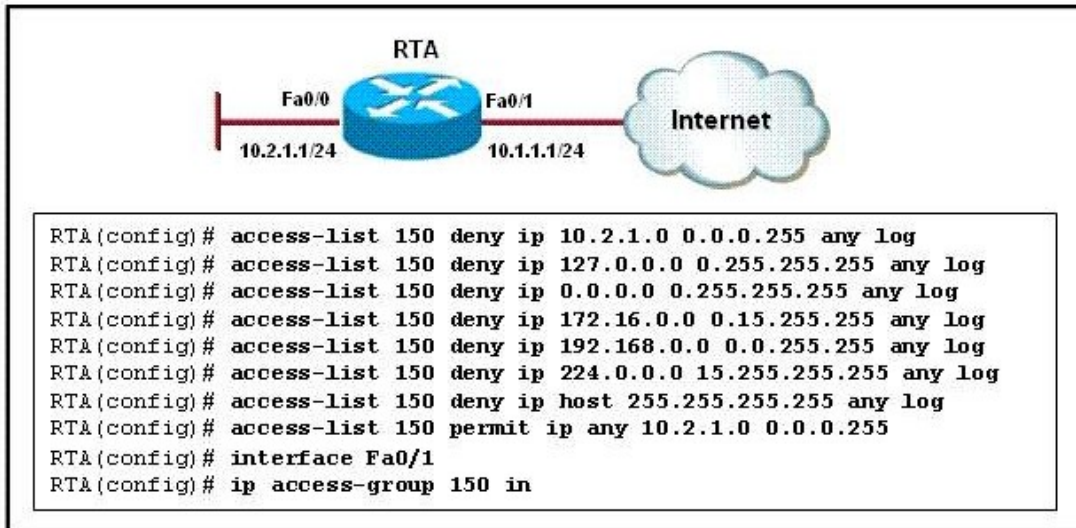 RTA
Fa0/0
Fa0/1
Internet
10.2.1.1/24
10.1.1.1/24
RTA(config)# access-list 150 deny ip 10.2.1.0 0.0.0.255 any log
RTA(config)# access-list 150 deny ip 127.0.0.0 0.255.255.255 any log
RTA(config)# access-list 150 deny ip 0.0.0.0 0.255.255.255 any log
RTA(config)# access-list 150 deny ip 172.16.0.0 0.15.255.255 any log
RTA(config)# access-list 150 deny ip 192.168.0.0 0.0.255.255 any log
RTA(config)# access-list 150 deny ip 224.0.0.0 15.255.255.255 any log
RTA(config)# access-list 150 deny ip host 255.255.255.255 any log
RTA(config)# access-list 150 permit ip any 10.2.1.0 0.0.0.255
RTA(config)# interface Fa0/1
RTA(config)# ip access-group 150 in